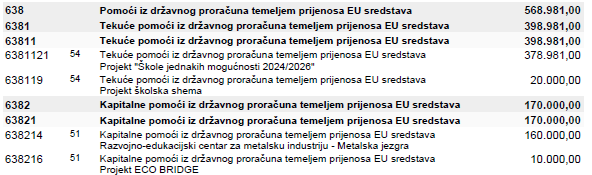 638 Pomoći iz državnog proračuna temeljem prijenosa EU sredstava 568.981,00
6381 Tekuće pomoći iz državnog proračuna temeljem prijenosa EU sredstava 398.981,00
63811 Tekuće pomoći iz državnog proračuna temeljem prijenosa EU sredstava 398.981,00
6381121 54 Tekuće pomoći iz državnog proračuna temeljem prijenosa EU sredstava 378.981,00
Projekt "Škole jednakih mogućnosti 2024/2026"
638119 54 Tekuće pomoći iz državnog proračuna temeljem prijenosa EU sredstava 20.000,00
Projekt školska shema
6382 Kapitalne pomoći iz državnog proračuna temeljem prijenosa EU sredstava 170.000,00
63821 Kapitalne pomoći iz državnog proračuna temeljem prijenosa EU sredstava 170.000,00
638214 51 Kapitalne pomoći iz državnog proračuna temeljem prijenosa EU sredstava 160.000,00
Razvojno-edukacijski centar za metalsku industriju - Metalska jezgra
638216 51 Kapitalne pomoći iz državnog proračuna temeljem prijenosa EU sredstava 10.000,00
Projekt ECO BRIDGE